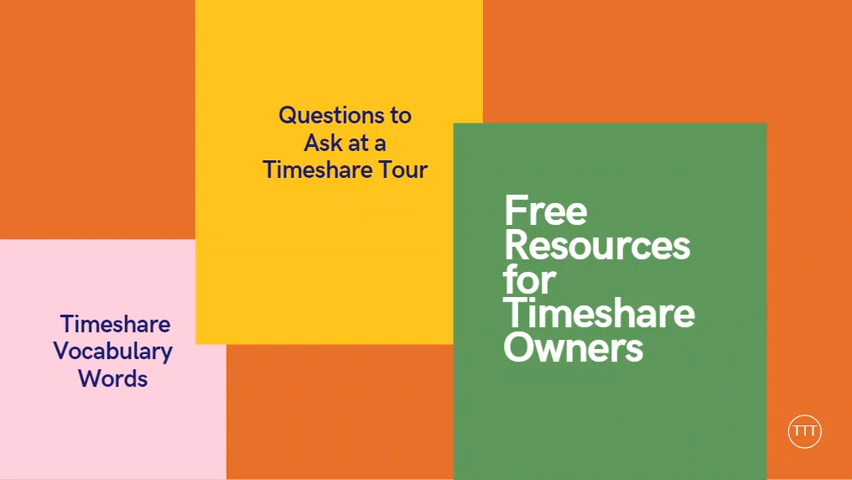 Questions to
Ask at a
Timeshare Tour
Free
Resources
for
Timeshare
Owners
Timeshare
Vocabulary
Words
TTT